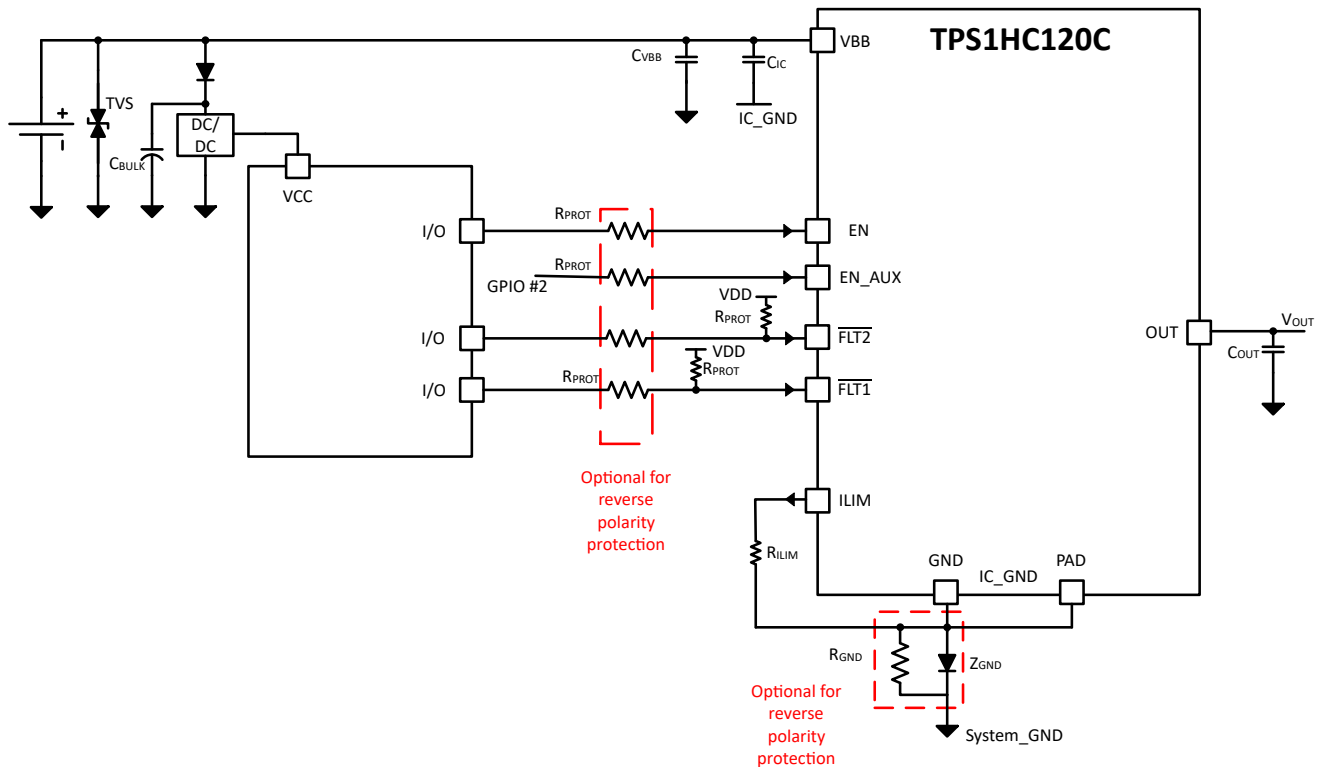 TPS1HC120C
VBB
CVBB
CIC
IC_GND
+
TVS
DC/
DC
CBULK
VCC
I/O
RPROT
EN
GPIO #2
RPROT
EN_AUX
VDD
RPROT
I/O
FLT2
VDD
RPROT
I/O
RPROT
FLT1
OUT
VOUT
COUT
Optional for
reverse
polarity
protection
ILIM
RILIM
GND
IC_GND
PAD
RGND
ZGND
Optional for
reverse
polarity
protection
System_GND